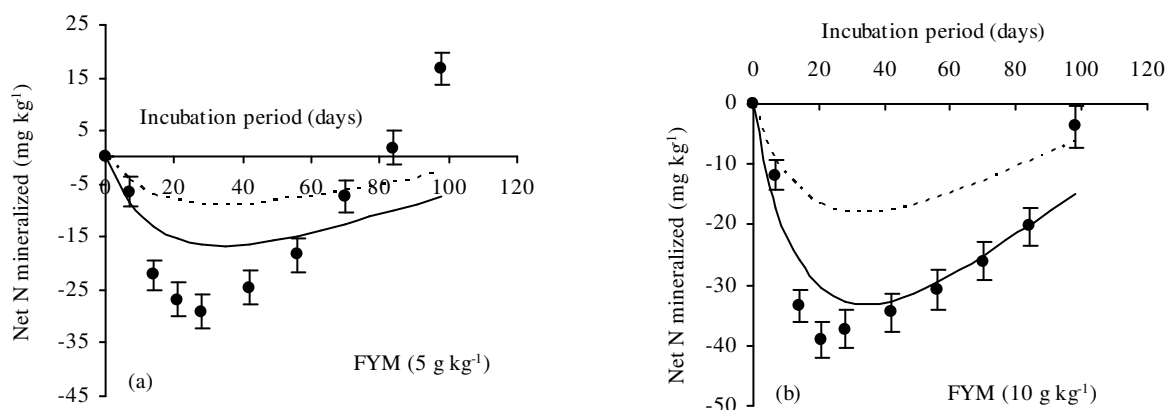 25
15
5
-5
-15
-25
-35
-45
Net N mineralized (mg kg-1)
Incubation period (days)
0 20 40 60 80 100 120
(a)
FYM (5 g kg-1)
Incubation period (days)
0 20 40 60 80 100 120
0
-10
-20
-30
-40
-50
Net N mineralized (mg kg-1)
(b)
FYM (10 g kg-1)